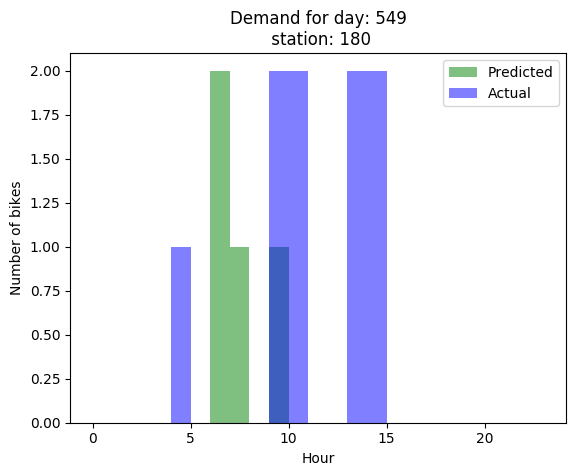 Demand for day: 549
station: 180
Predicted
Actual
2.00
1.75
1.50
1.25
1.00
0.75
0.50
0.25
0.00
Number of bikes
0 5 10 15 20
Hour